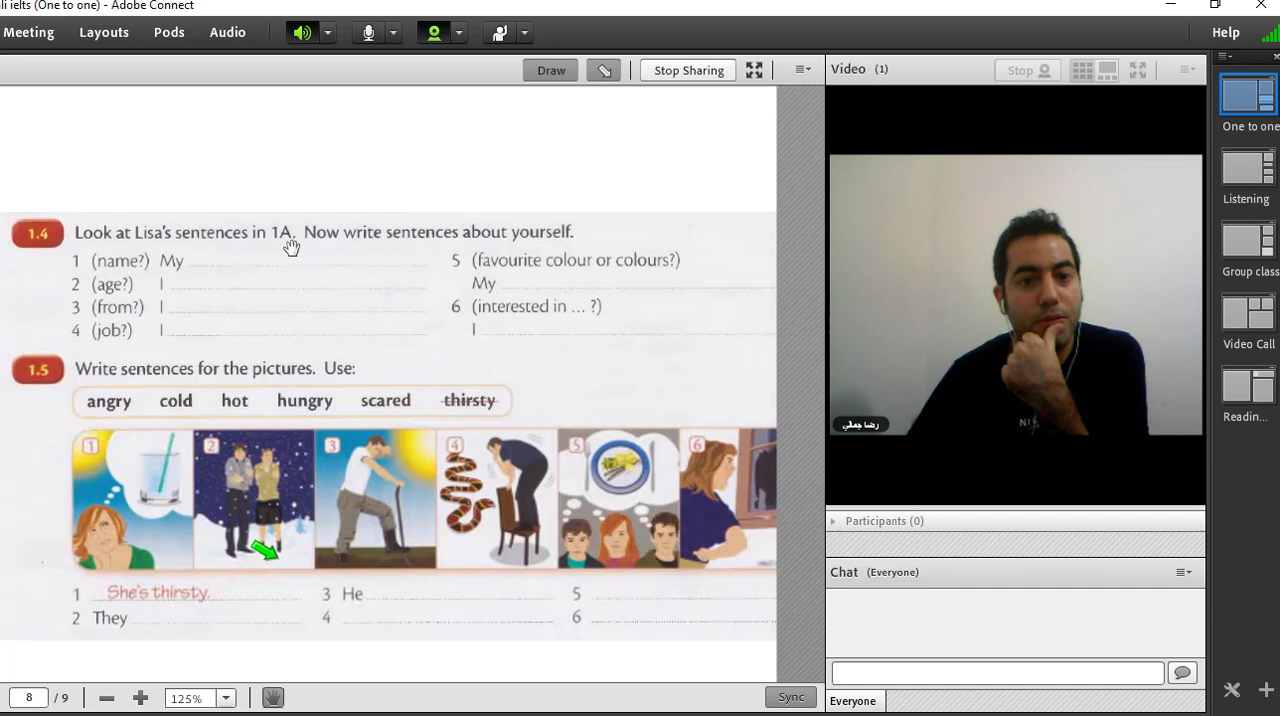 li ielts (One to one) - Adobe Connect
Meeting Layouts Pods Audio Help
Draw Stop Sharing
Video (1) Stop
1.4 Look at Lisa's sentences in 1A. Now write sentences about yourself.
1 (name?) My
2 (age?) I
3 (from?) I
4 (job?) I
5 (favourite colour or colours?)
My
6 (interested in ... ?)
I
1.5 Write sentences for the pictures. Use:
angry cold hot hungry scared thirsty
1 2 3 4 5 6
1 She's thirsty.
2 They
3 He
4
5
6
8 / 9 125% Sync
رضا جمالي
Participants (0)
Chat (Everyone)
Everyone
One to one
Listening
Group class
Video Call
Readin...